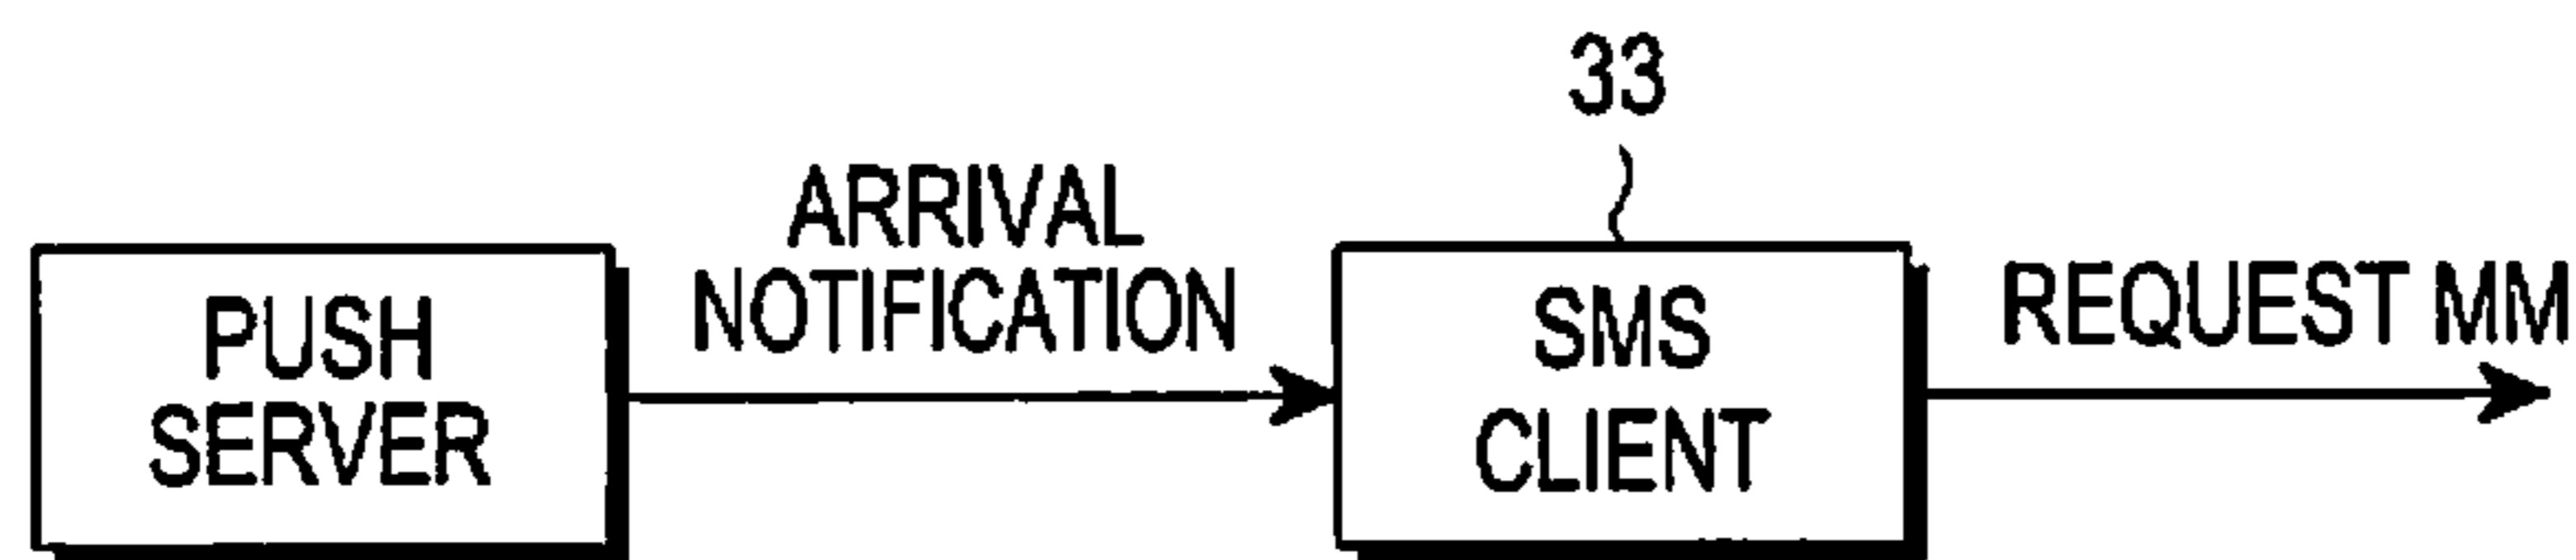 33
ARRIVAL
NOTIFICATION
PUSH
SERVER
SMS
CLIENT
REQUEST MM